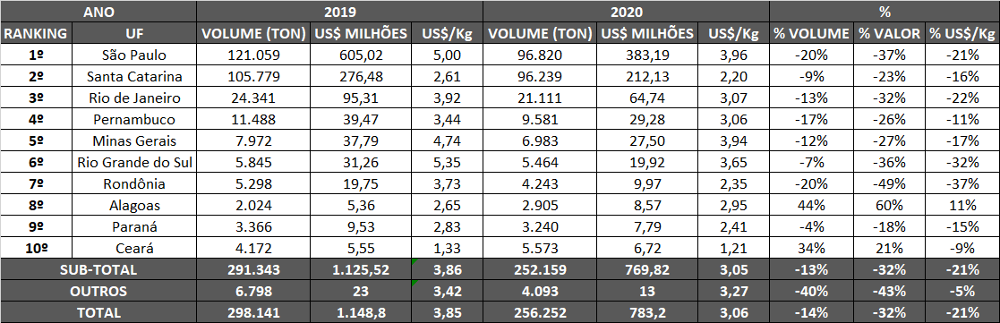 ANO 2019 2020 %
RANKING UF VOLUME (TON) US$ MILHÕES US$/Kg VOLUME (TON) US$ MILHÕES US$/Kg % VOLUME % VALOR % US$/Kg
1º São Paulo 121.059 605,02 5,00 96.820 383,19 3,96 -20% -37% -21%
2º Santa Catarina 105.779 276,48 2,61 96.239 212,13 2,20 -9% -23% -16%
3º Rio de Janeiro 24.341 95,31 3,92 21.111 64,74 3,07 -13% -32% -22%
4º Pernambuco 11.488 39,47 3,44 9.581 29,28 3,06 -17% -26% -11%
5º Minas Gerais 7.972 37,79 4,74 6.983 27,50 3,94 -12% -27% -17%
6º Rio Grande do Sul 5.845 31,26 5,35 5.464 19,92 3,65 -7% -36% -32%
7º Rondônia 5.298 19,75 3,73 4.243 9,97 2,35 -20% -49% -37%
8º Alagoas 2.024 5,36 2,65 2.905 8,57 2,95 44% 60% 11%
9º Paraná 3.366 9,53 2,83 3.240 7,79 2,41 -4% -18% -15%
10º Ceará 4.172 5,55 1,33 5.573 6,72 1,21 34% 21% -9%
SUB-TOTAL 291.343 1.125,52 3,86 252.159 769,82 3,05 -13% -32% -21%
OUTROS 6.798 23 3,42 4.093 13 3,27 -40% -43% -5%
TOTAL 298.141 1.148,8 3,85 256.252 783,2 3,06 -14% -32% -21%